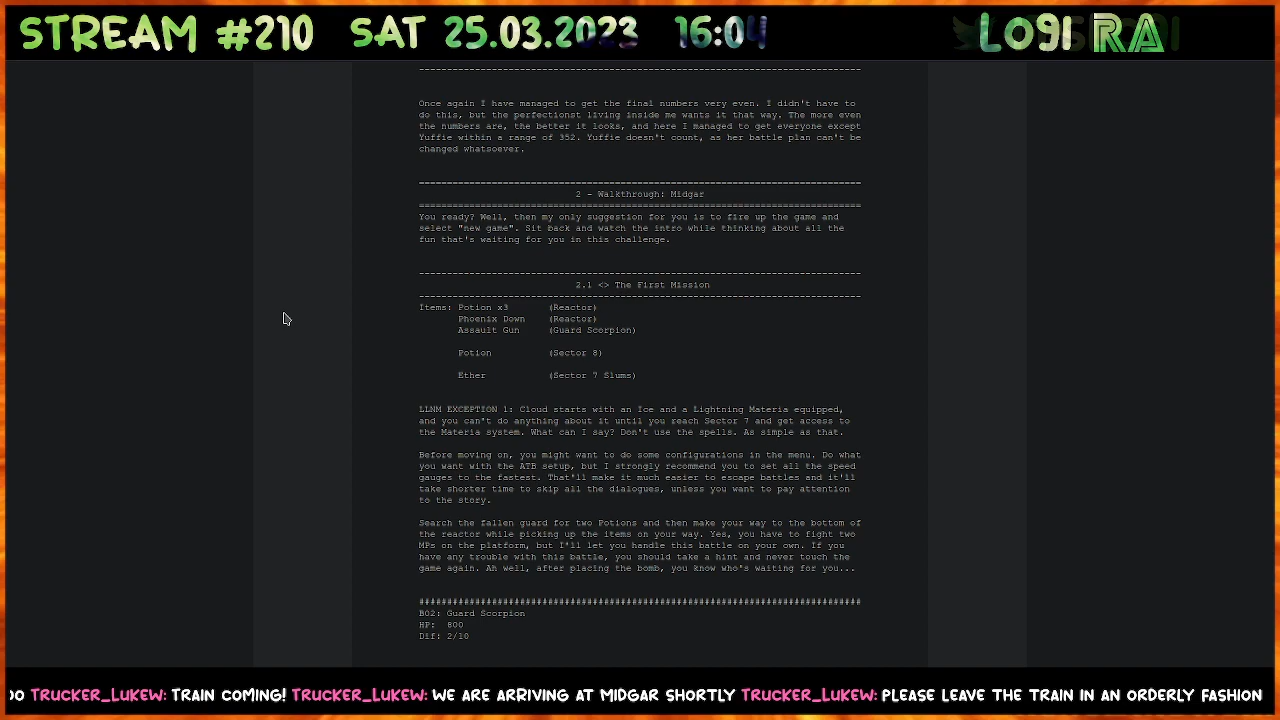 STREAM #210 SAT 25.03.2023 16:04 LO9I RA
--------------------------------------------------------------------------------
Once again I have managed to get the final numbers very even. I didn't have to
do this, but the perfectionst living inside me wants it that way. The more even
the numbers are, the better it looks, and here I managed to get everyone except
Yuffie within a range of 352. Yuffie doesn't count, as her battle plan can't be
changed whatsoever.
===============================================================================
2 - Walkthrough: Midgar
===============================================================================
You ready? Well, then my only suggestion for you is to fire up the game and
select "new game". Sit back and watch the intro while thinking about all the
fun that's waiting for you in this challenge.
-------------------------------------------------------------------------------
2.1 <> The First Mission
-------------------------------------------------------------------------------
Items: Potion x3 (Reactor)
Phoenix Down (Reactor)
Assault Gun (Guard Scorpion)
Potion (Sector 8)
Ether (Sector 7 Slums)
LLNM EXCEPTION 1: Cloud starts with an Ice and a Lightning Materia equipped,
and you can't do anything about it until you reach Sector 7 and get access to
the Materia system. What can I say? Don't use the spells. As simple as that.
Before moving on, you might want to do some configurations in the menu. Do what
you want with the ATB setup, but I strongly recommend you to set all the speed
gauges to the fastest. That'll make it much easier to escape battles and it'll
take shorter time to skip all the dialogues, unless you want to pay attention
to the story.
Search the fallen guard for two Potions and then make your way to the bottom of
the reactor while picking up the items on your way. Yes, you have to fight two
MPs on the platform, but I'll let you handle this battle on your own. If you
have any trouble with this battle, you should take a hint and never touch the
game again. Ah well, after placing the bomb, you know who's waiting for you...
###############################################################################
B02: Guard Scorpion
HP: 800
Dif: 2/10
TRUCKER_LUKEW: TRAIN COMING! TRUCKER_LUKEW: WE ARE ARRIVING AT MIDGAR SHORTLY TRUCKER_LUKEW: PLEASE LEAVE THE TRAIN IN AN ORDERLY FASHION